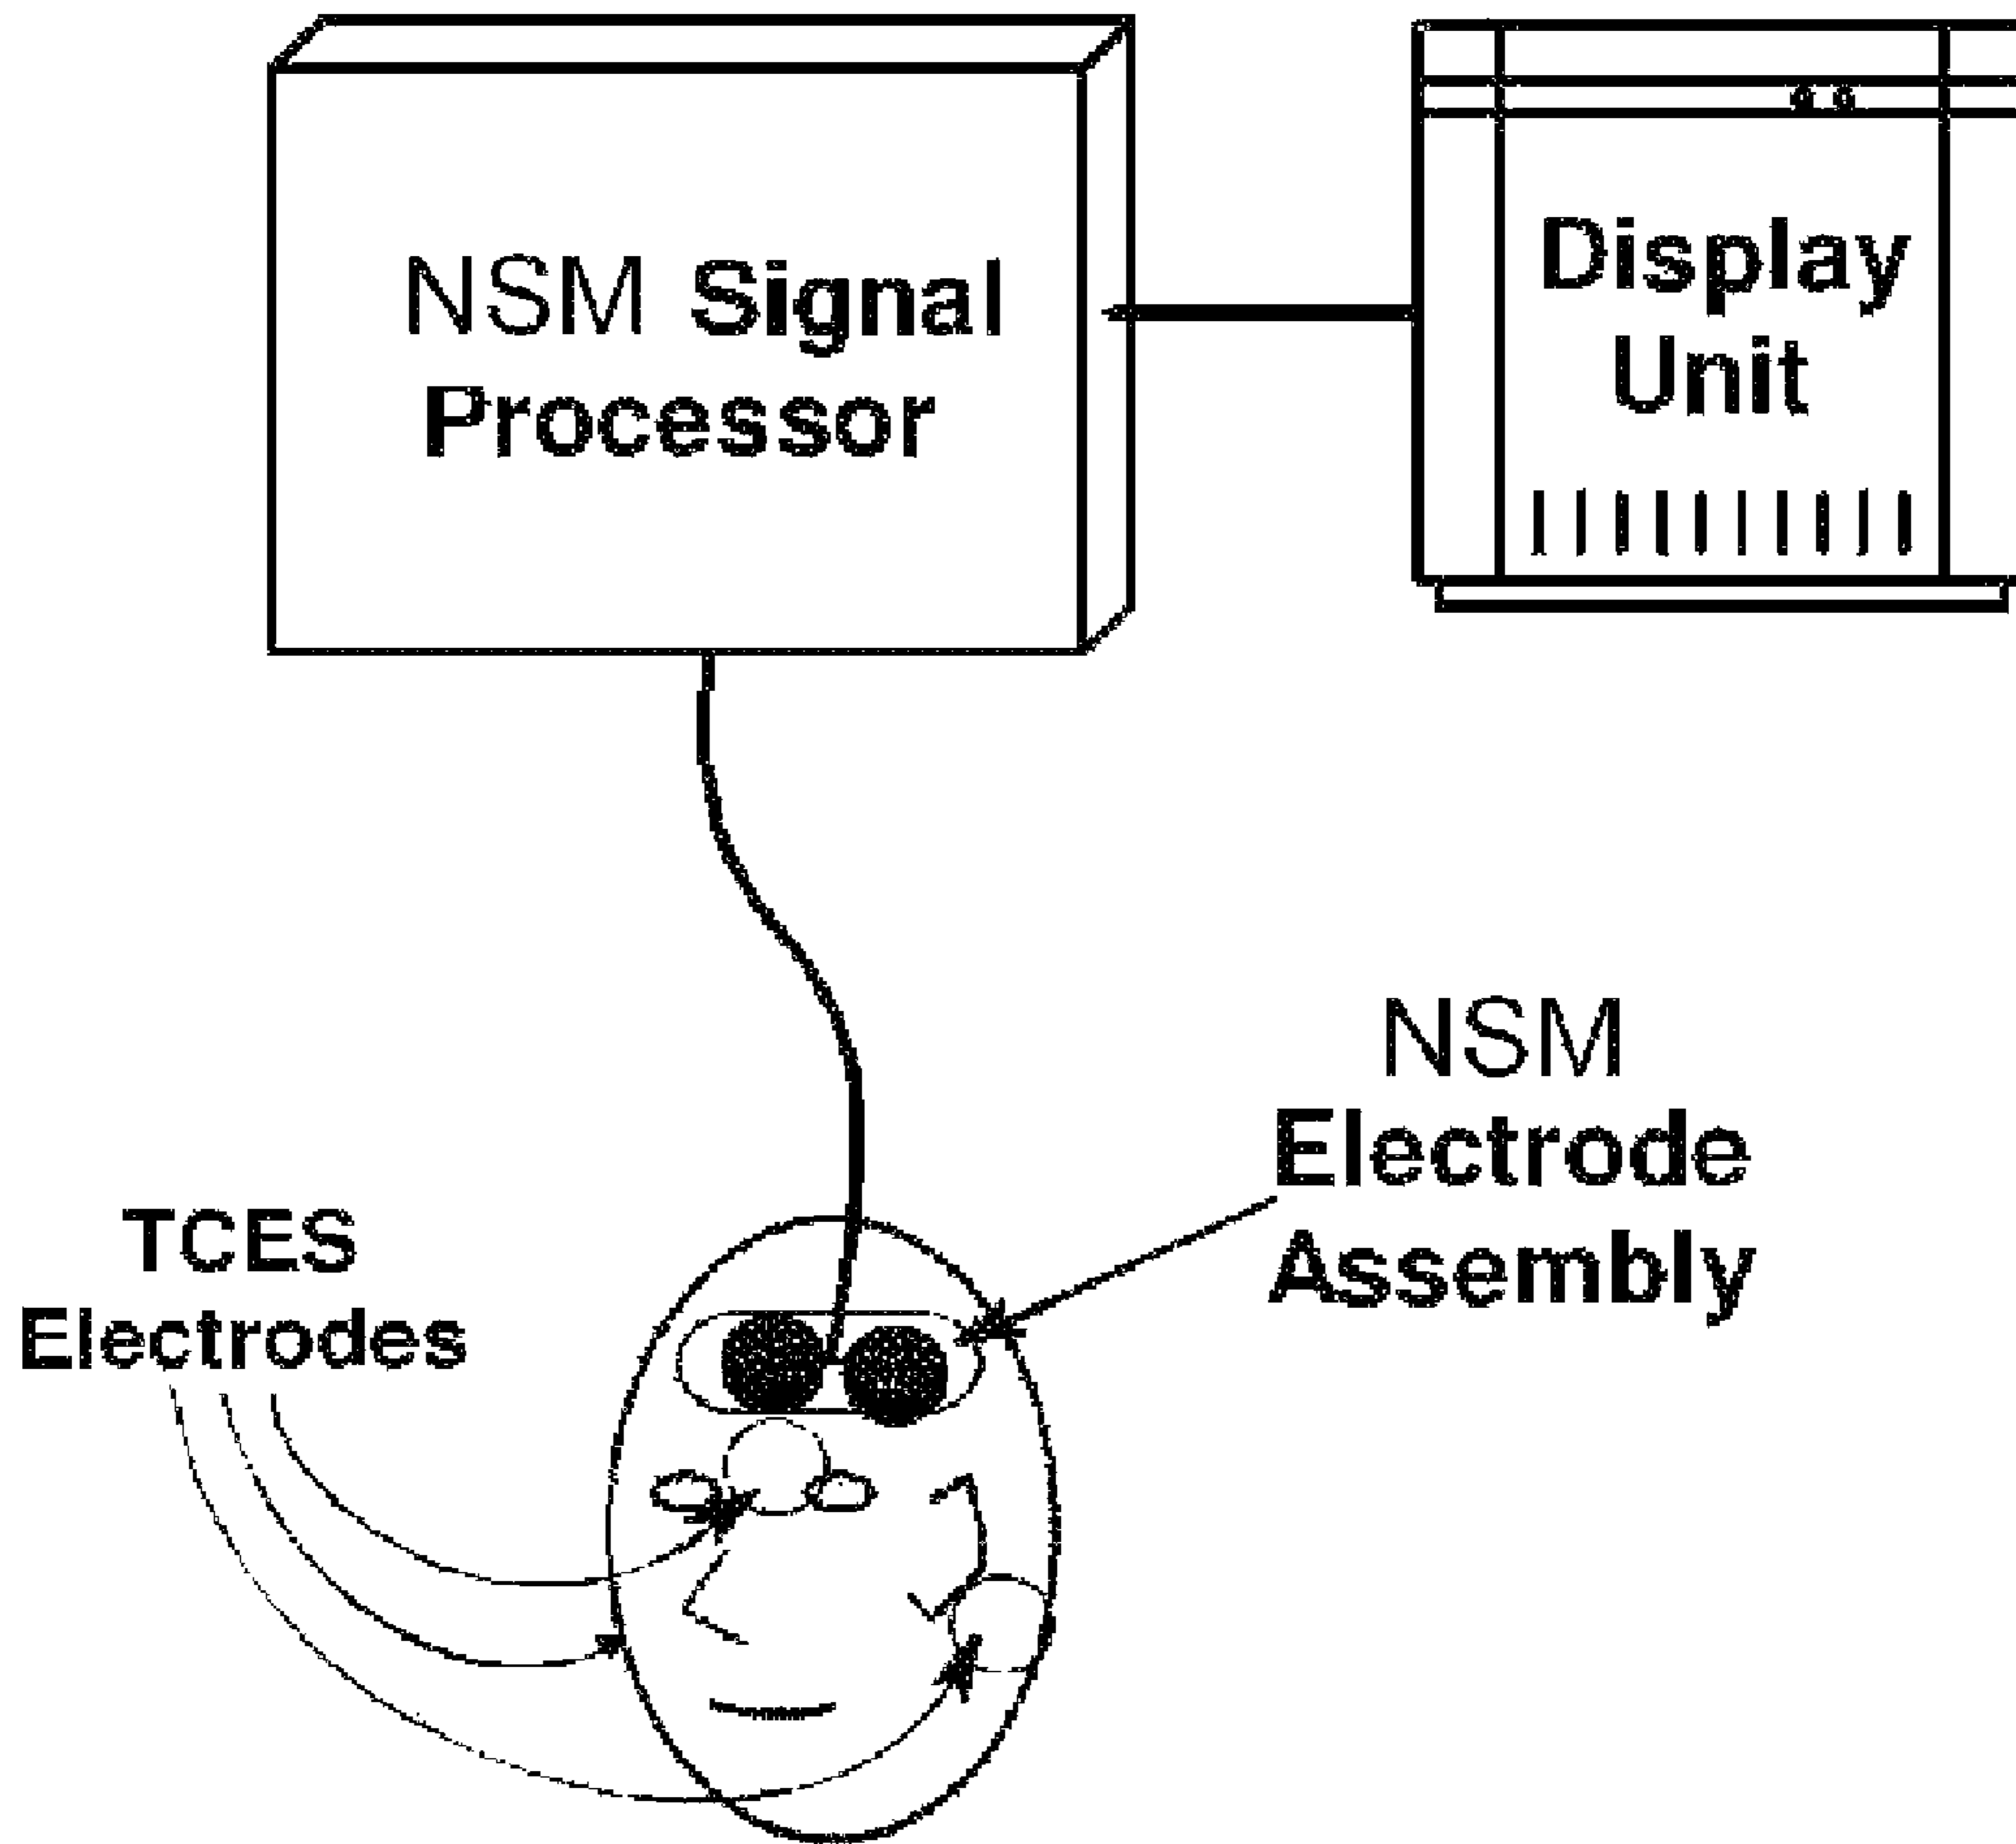 NSM Signal
Processor
Display
Unit
NSM
Electrode
Assembly
TCES
Electrodes